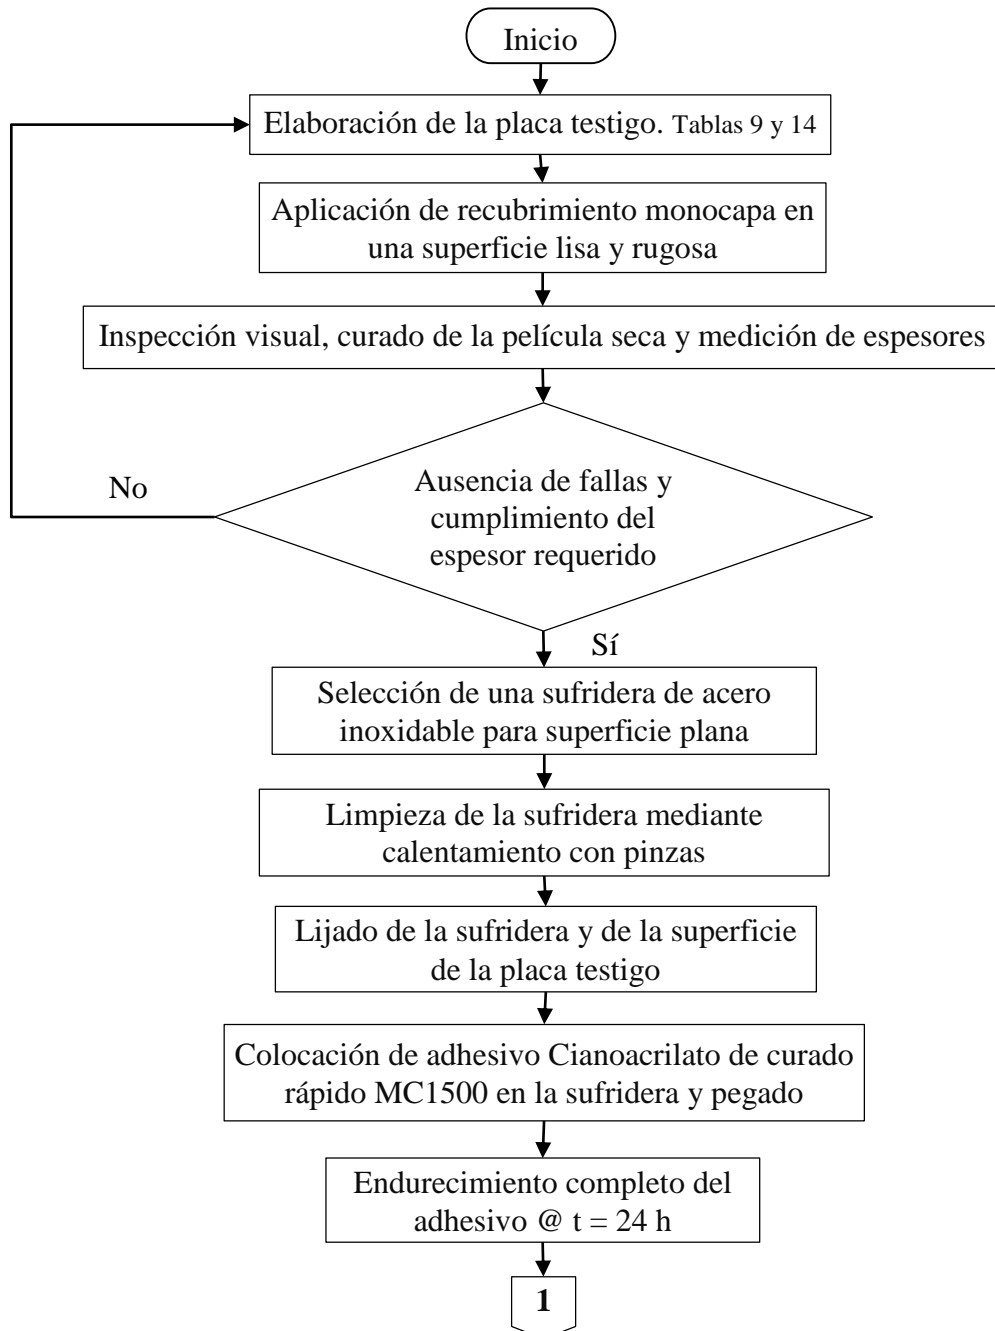 Inicio
Elaboración de la placa testigo. Tablas 9 y 14
Aplicación de recubrimiento monocapa en
una superficie lisa y rugosa
Inspección visual, curado de la película seca y medición de espesores
No
Ausencia de fallas y
cumplimiento del
espesor requerido
Sí
Selección de una sufridera de acero
inoxidable para superficie plana
Limpieza de la sufridera mediante
calentamiento con pinzas
Lijado de la sufridera y de la superficie
de la placa testigo
Colocación de adhesivo Cianoacrilato de curado
rápido MC1500 en la sufridera y pegado
Endurecimiento completo del
adhesivo @ t = 24 h
1